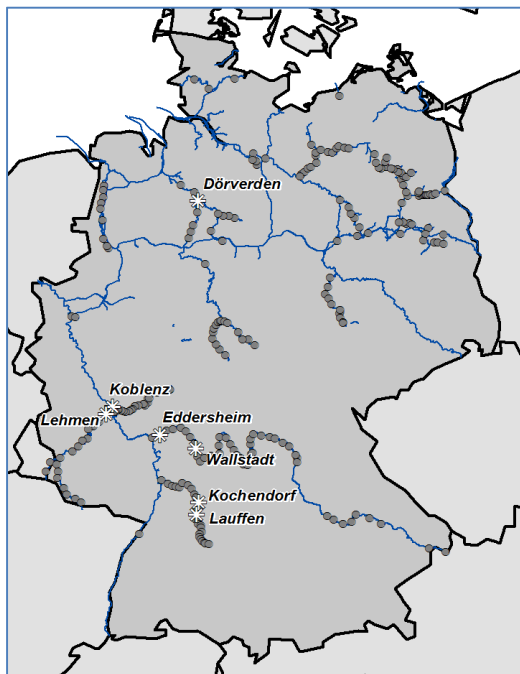 Dörverden
Koblenz
Lehmen
Eddersheim
Wallstadt
Kochendorf
Lauffen